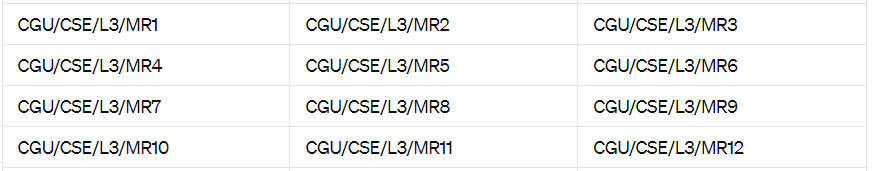 CGU/CSE/L3/MR1 CGU/CSE/L3/MR2 CGU/CSE/L3/MR3
CGU/CSE/L3/MR4 CGU/CSE/L3/MR5 CGU/CSE/L3/MR6
CGU/CSE/L3/MR7 CGU/CSE/L3/MR8 CGU/CSE/L3/MR9
CGU/CSE/L3/MR10 CGU/CSE/L3/MR11 CGU/CSE/L3/MR12